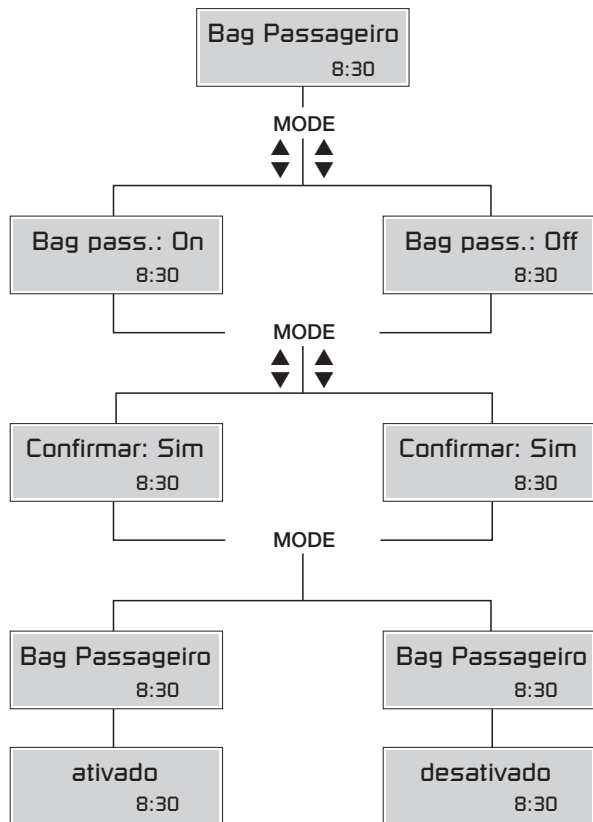 Bag Passageiro
8:30
MODE
Bag pass.: On
8:30
Bag pass.: Off
8:30
MODE
Confirmar: Sim
8:30
Confirmar: Sim
8:30
MODE
Bag Passageiro
8:30
Bag Passageiro
8:30
ativado
8:30
desativado
8:30